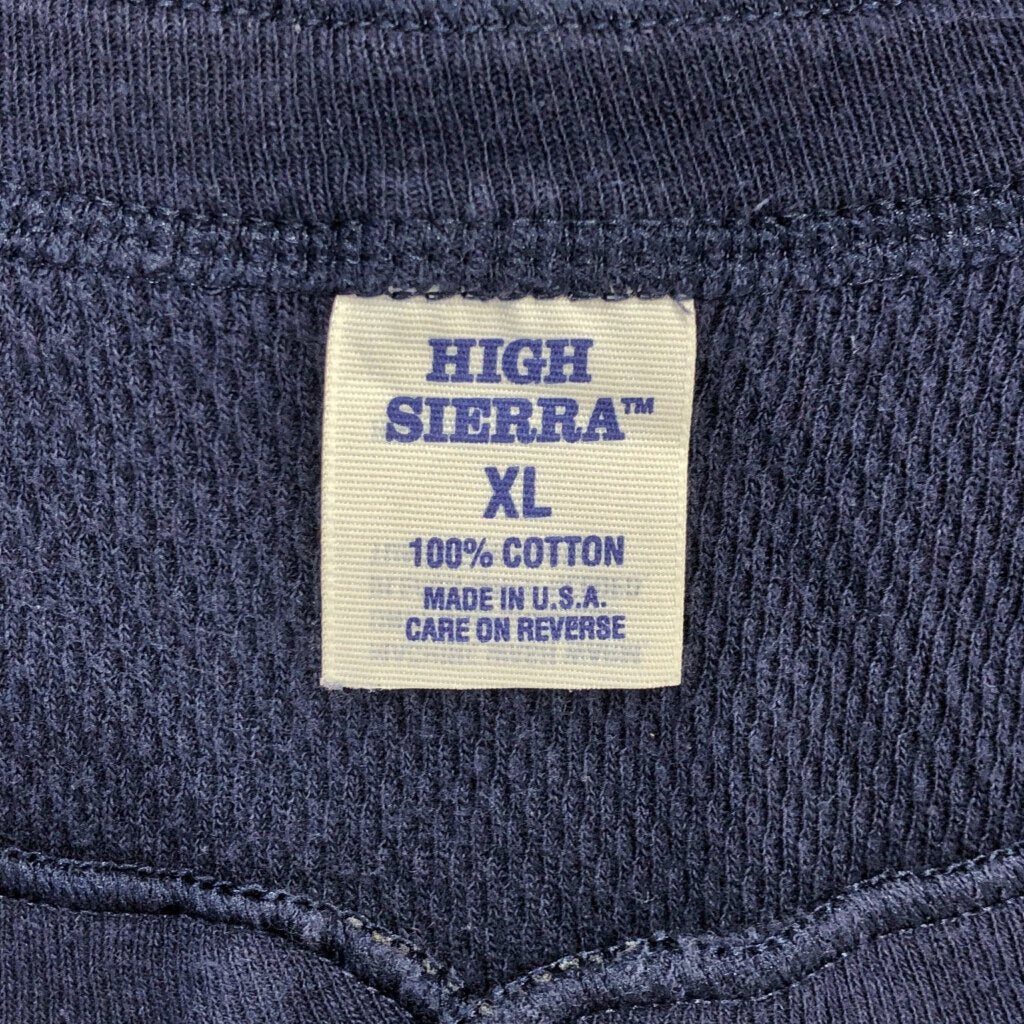 HIGH
SIERRA™
XL
100% COTTON
MADE IN U.S.A.
CARE ON REVERSE